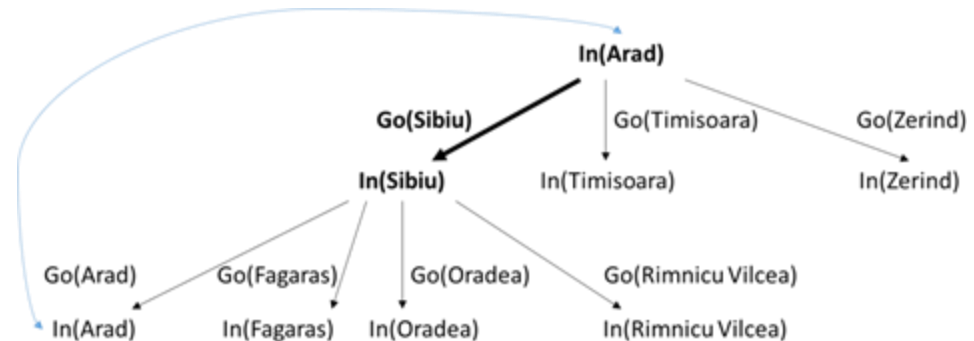 In(Arad)
Go(Sibiu) Go(Timisoara) Go(Zerind)
In(Sibiu) In(Timisoara) In(Zerind)
Go(Arad) Go(Fagaras) Go(Oradea) Go(Rimnicu Vilcea)
In(Arad) In(Fagaras) In(Oradea) In(Rimnicu Vilcea)